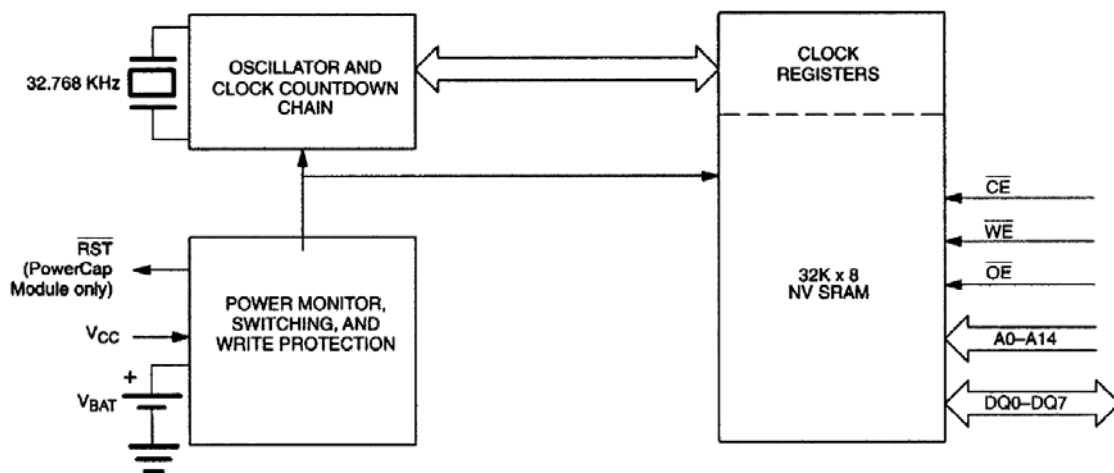 32.768 KHz
OSCILLATOR AND
CLOCK COUNTDOWN
CHAIN
CLOCK
REGISTERS
RST
(PowerCap
Module only)
VCC
+
VBAT
POWER MONITOR,
SWITCHING, AND
WRITE PROTECTION
32K x 8
NV SRAM
CE
WE
OE
A0–A14
DQ0–DQ7